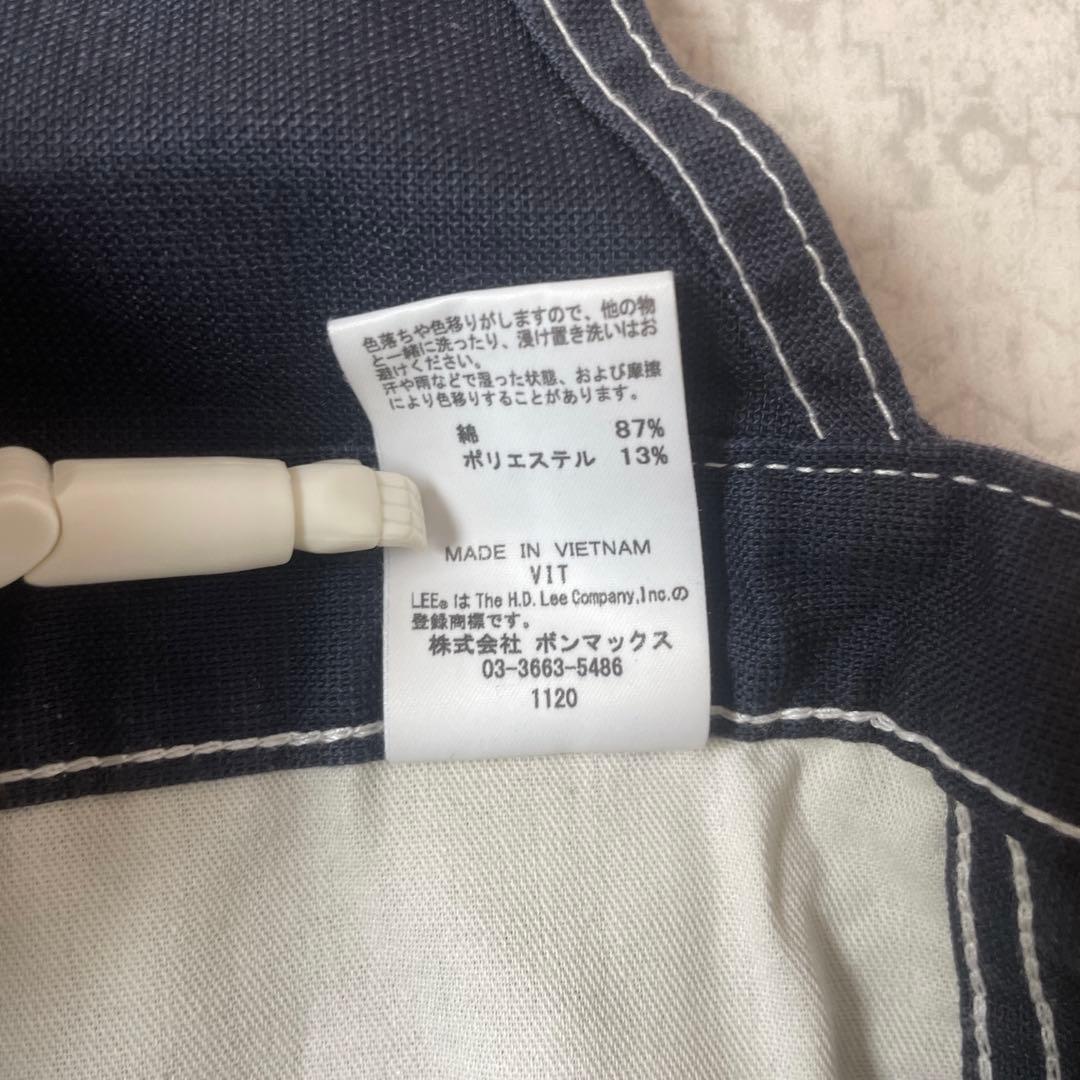 色落ちや色移りがしますので、他の物
と一緒に洗ったり、浸け置き洗いはお
避けください。
汗や雨などで湿った状態、および摩擦
により色移りすることがあります。
綿 87%
ポリエステル 13%
MADE IN VIETNAM
VIT
LEE®は The H.D. Lee Company,Inc.の
登録商標です。
株式会社 ボンマックス
03-3663-5486
1120